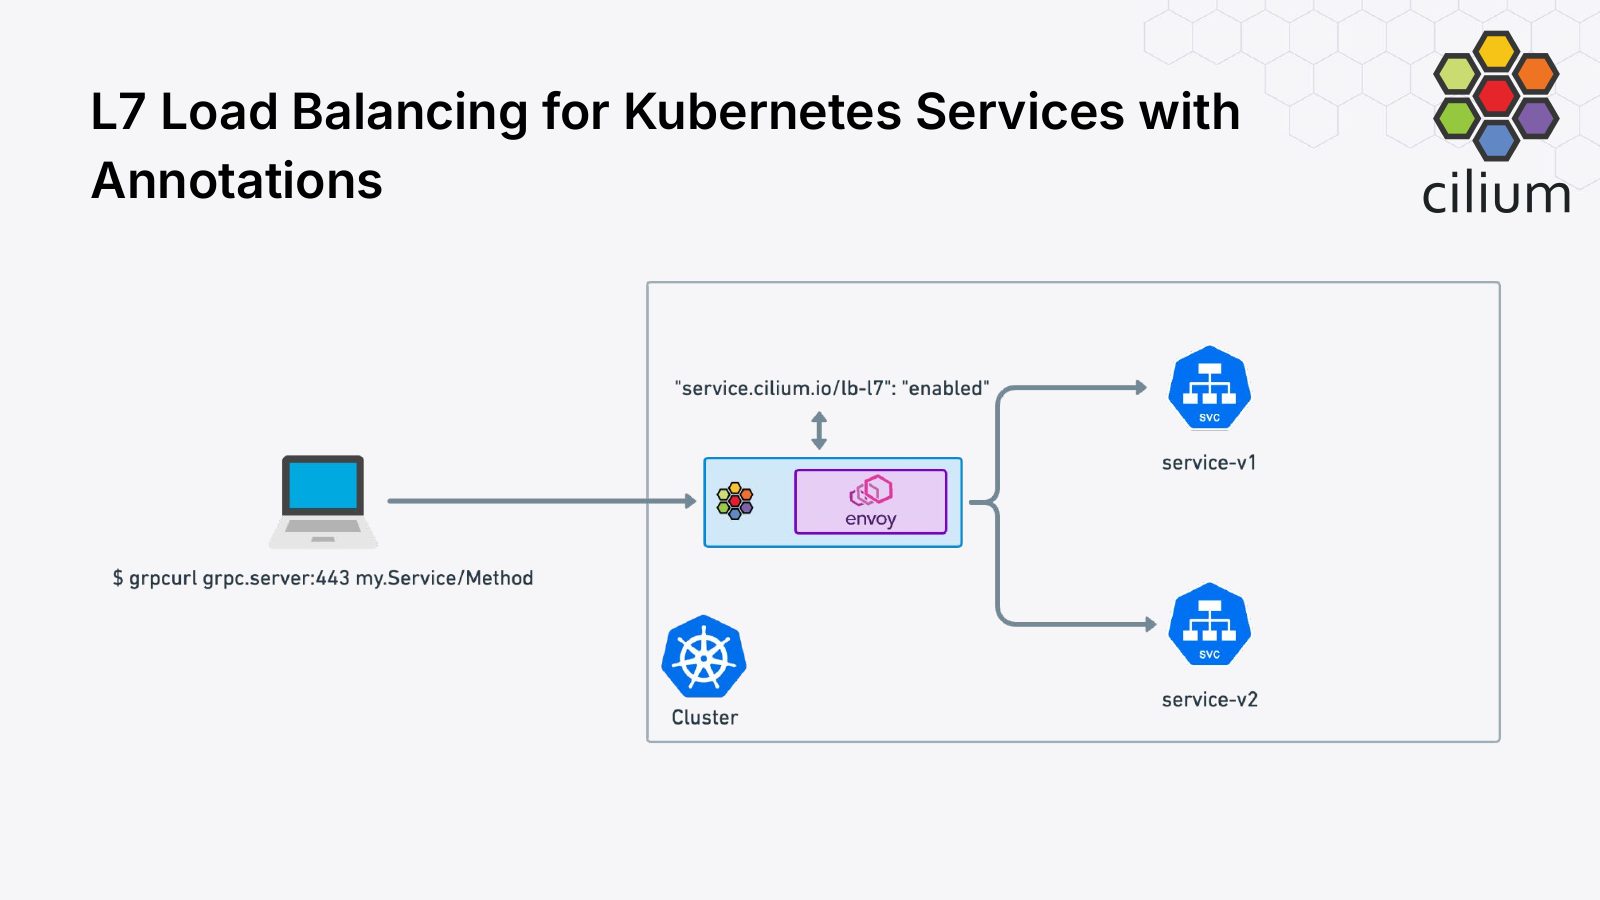 L7 Load Balancing for Kubernetes Services with
Annotations
cilium
"service.cilium.io/lb-l7": "enabled"
envoy
$ grpcurl grpc.server:443 my.Service/Method
svc
service-v1
svc
service-v2
Cluster